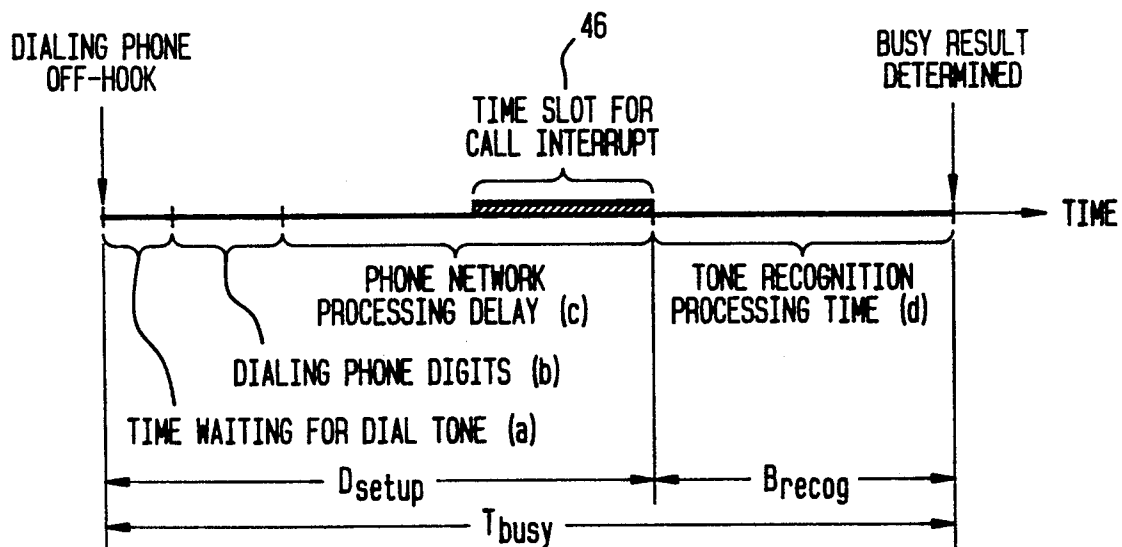 46
DIALING PHONE
OFF-HOOK
BUSY RESULT
DETERMINED
TIME SLOT FOR
CALL INTERRUPT
TIME
PHONE NETWORK
PROCESSING DELAY (c)
TONE RECOGNITION
PROCESSING TIME (d)
DIALING PHONE DIGITS (b)
TIME WAITING FOR DIAL TONE (a)
Dsetup
Brecog
Tbusy